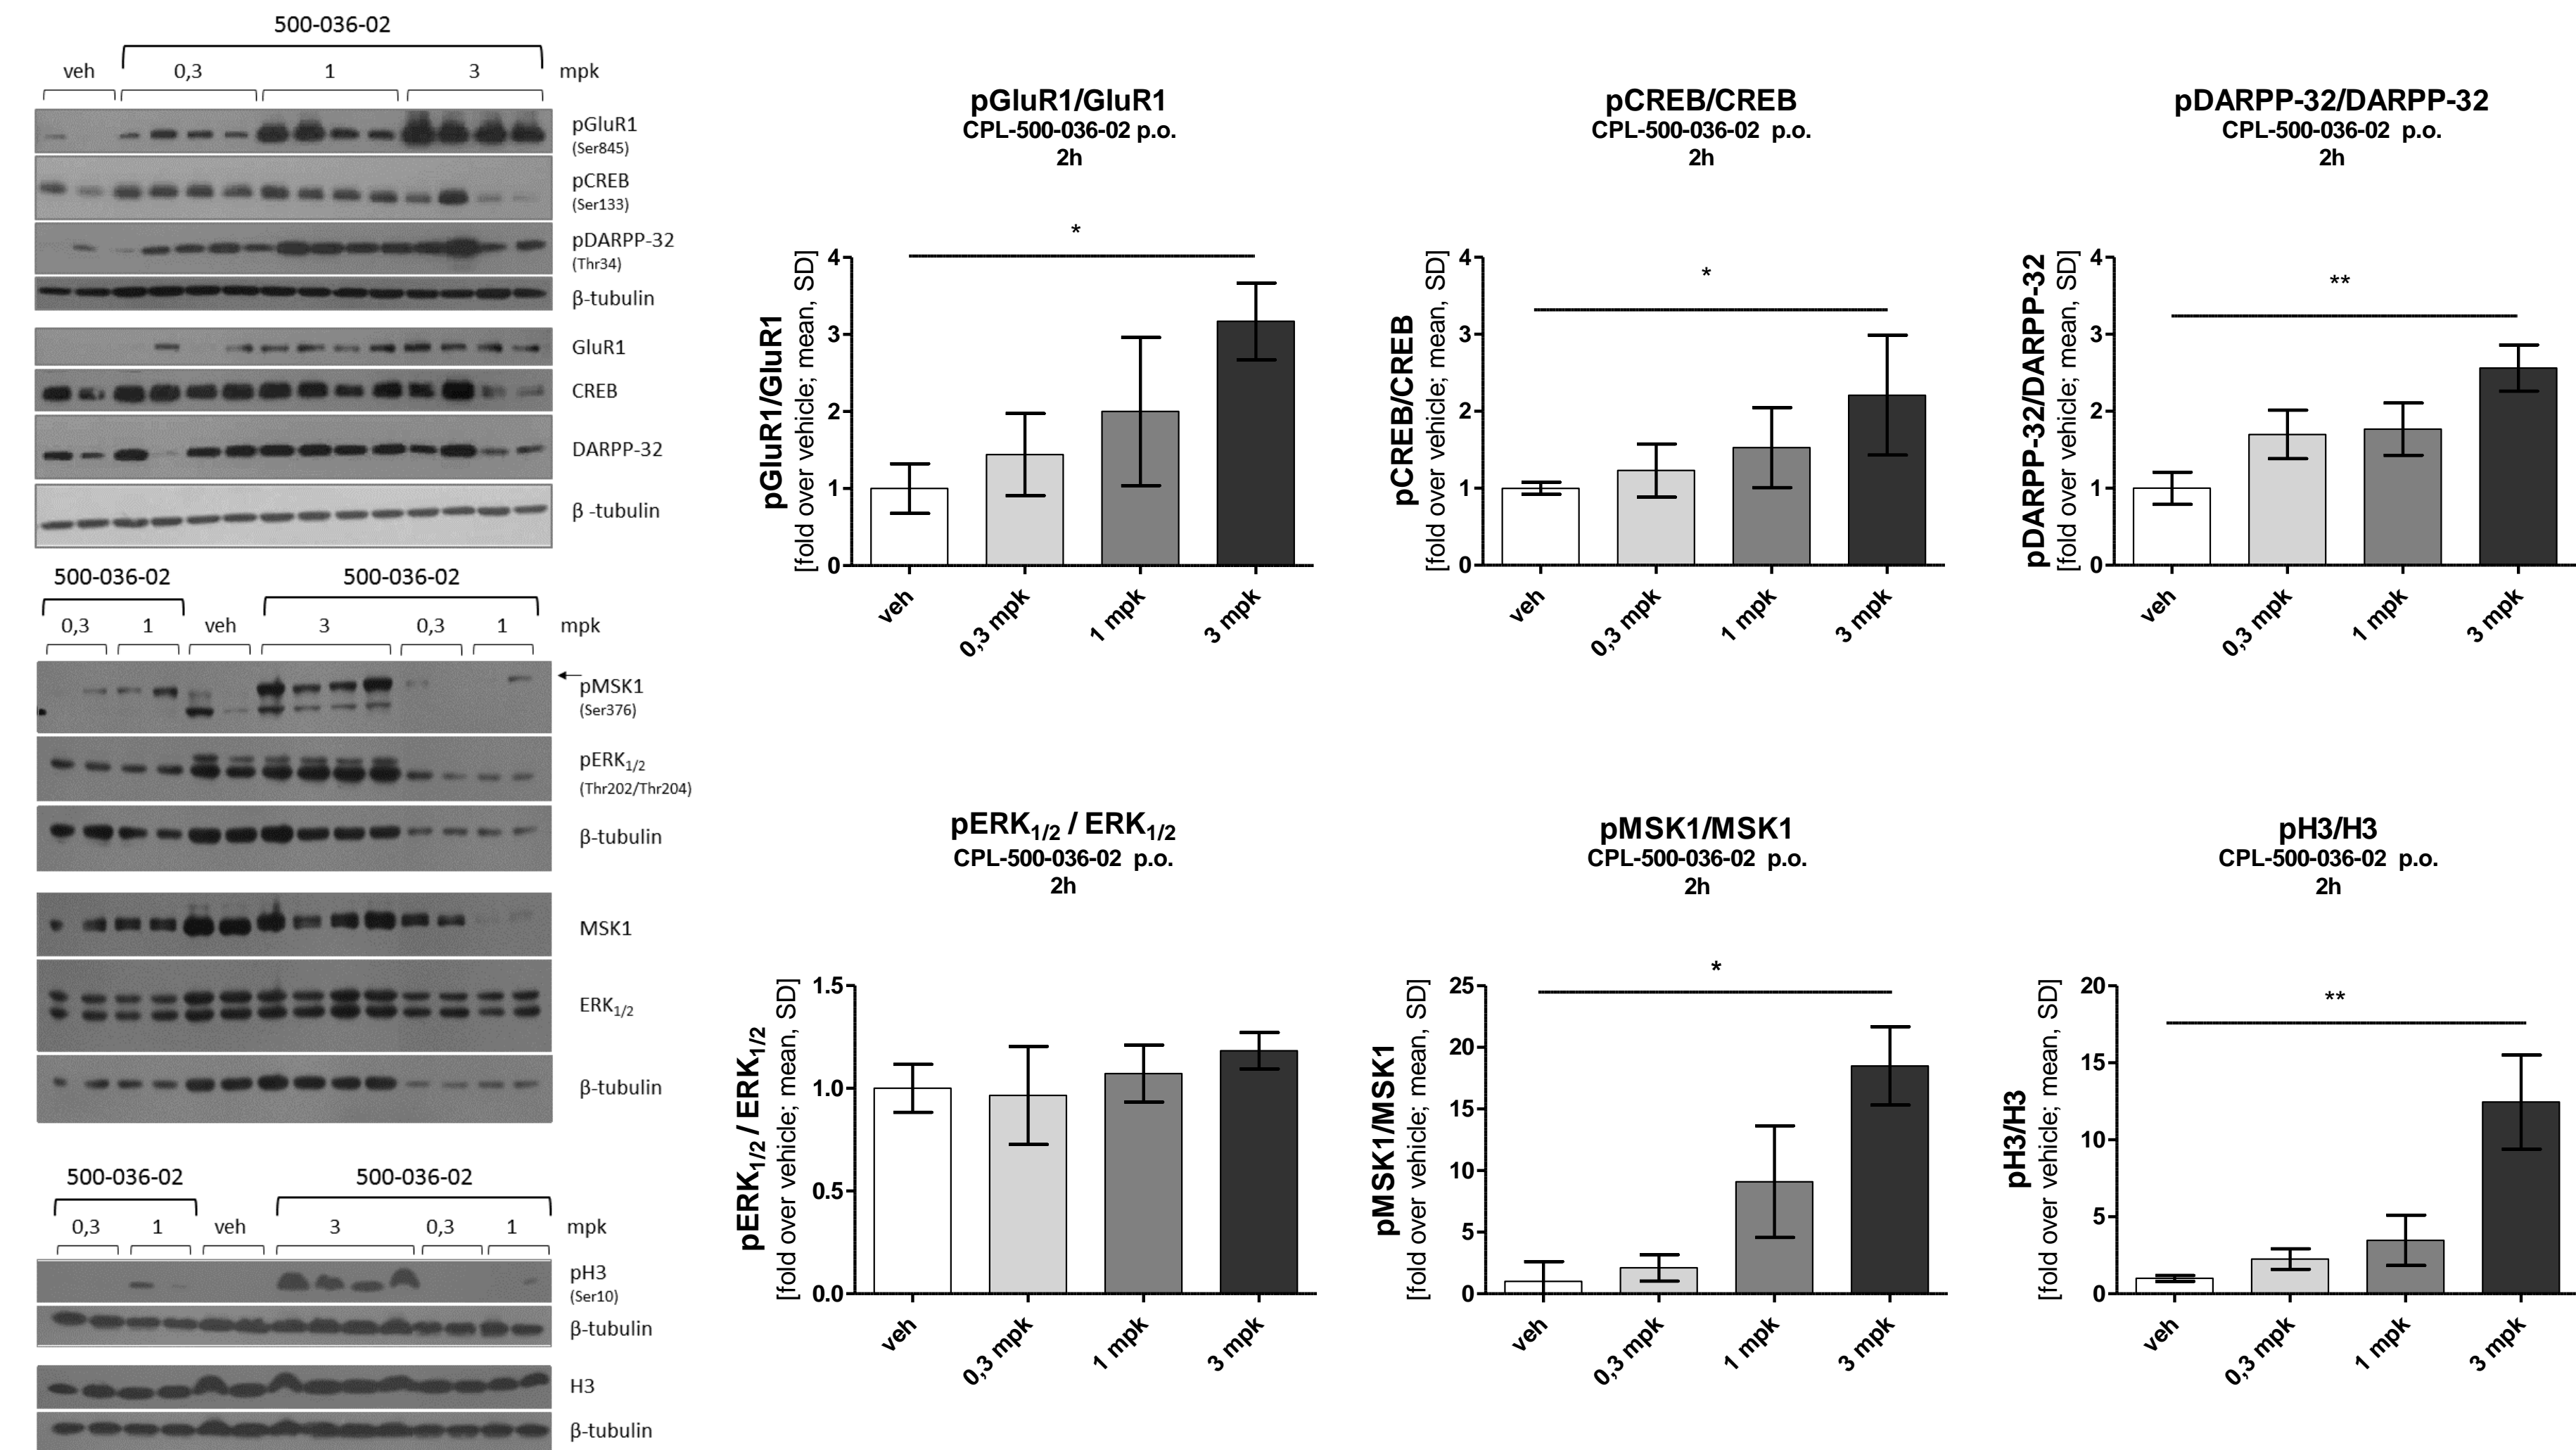 500-036-02
veh 0,3 1 3 mpk
pGluR1
(Ser845)
pCREB
(Ser133)
pDARPP-32
(Thr34)
β-tubulin
GluR1
CREB
DARPP-32
β -tubulin
500-036-02 500-036-02
0,3 1 veh 3 0,3 1 mpk
pMSK1
(Ser376)
pERK1/2
(Thr202/Thr204)
β-tubulin
MSK1
ERK1/2
β-tubulin
500-036-02 500-036-02
0,3 1 veh 3 0,3 1 mpk
pH3
(Ser10)
β-tubulin
H3
β-tubulin
pGluR1/GluR1
CPL-500-036-02 p.o.
2h
*
pGluR1/GluR1
[fold over vehicle; mean, SD]
4
3
2
1
0
veh 0,3 mpk 1 mpk 3 mpk
pCREB/CREB
CPL-500-036-02 p.o.
2h
*
pCREB/CREB
[fold over vehicle; mean, SD]
4
3
2
1
0
veh 0,3 mpk 1 mpk 3 mpk
pDARPP-32/DARPP-32
CPL-500-036-02 p.o.
2h
**
pDARPP-32/DARPP-32
[fold over vehicle; mean, SD]
4
3
2
1
0
veh 0,3 mpk 1 mpk 3 mpk
pERK1/2 / ERK1/2
CPL-500-036-02 p.o.
2h
pERK1/2 / ERK1/2
[fold over vehicle; mean, SD]
1.5
1.0
0.5
0.0
veh 0,3 mpk 1 mpk 3 mpk
pMSK1/MSK1
CPL-500-036-02 p.o.
2h
*
pMSK1/MSK1
[fold over vehicle; mean, SD]
25
20
15
10
5
0
veh 0,3 mpk 1 mpk 3 mpk
pH3/H3
CPL-500-036-02 p.o.
2h
**
pH3/H3
[fold over vehicle; mean, SD]
20
15
10
5
0
veh 0,3 mpk 1 mpk 3 mpk